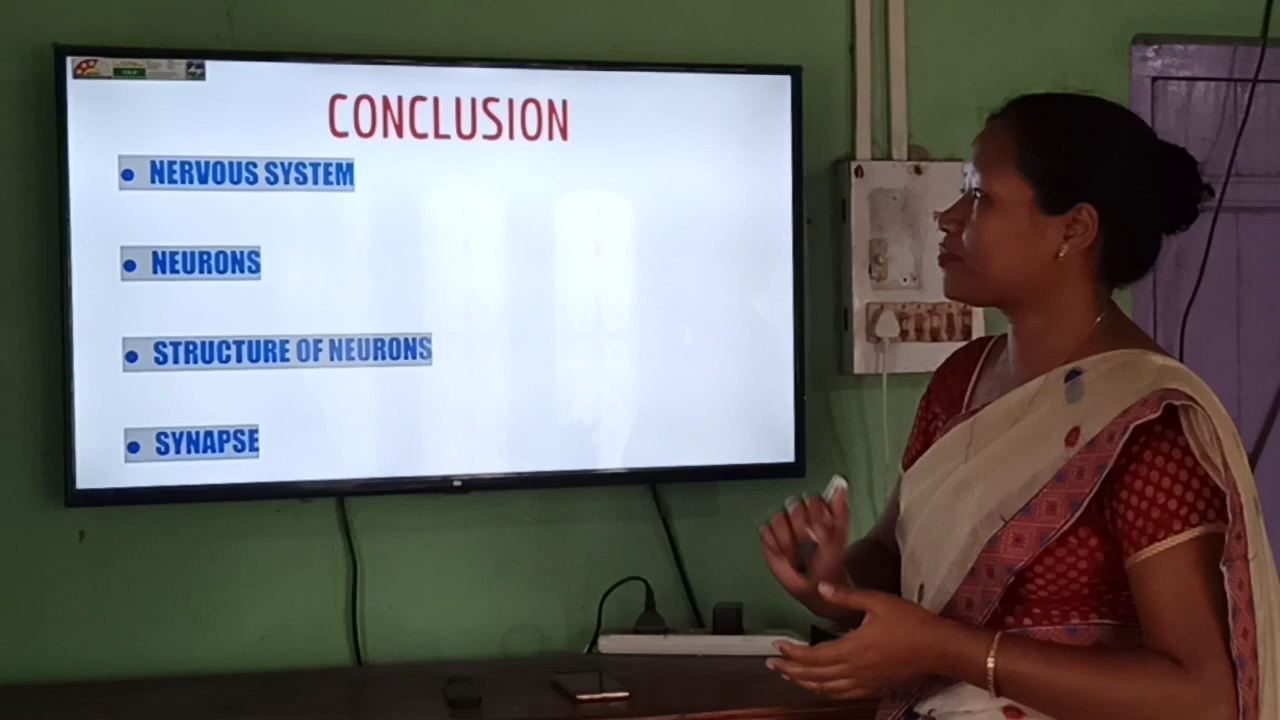 CONCLUSION
• NERVOUS SYSTEM
• NEURONS
• STRUCTURE OF NEURONS
• SYNAPSE